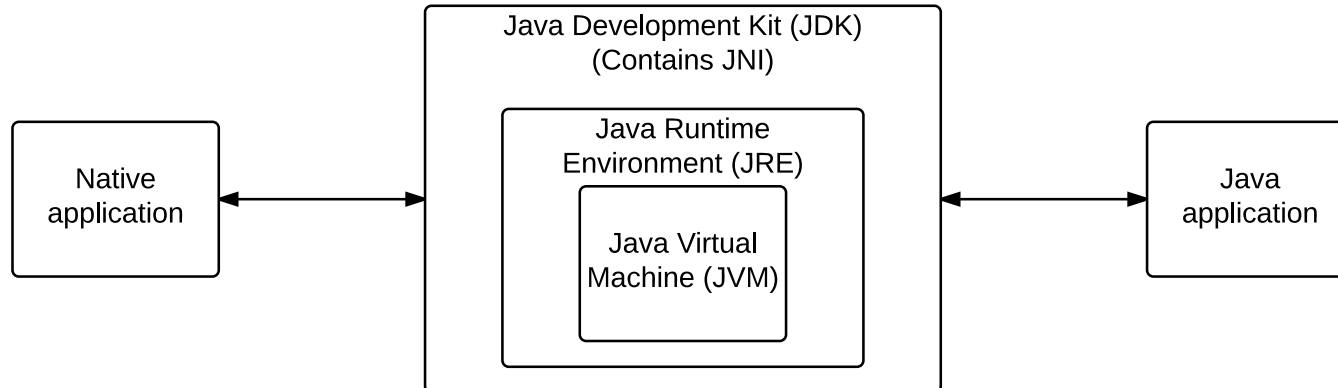 Java Development Kit (JDK)
(Contains JNI)
Java Runtime
Environment (JRE)
Java Virtual
Machine (JVM)
Native
application
Java
application